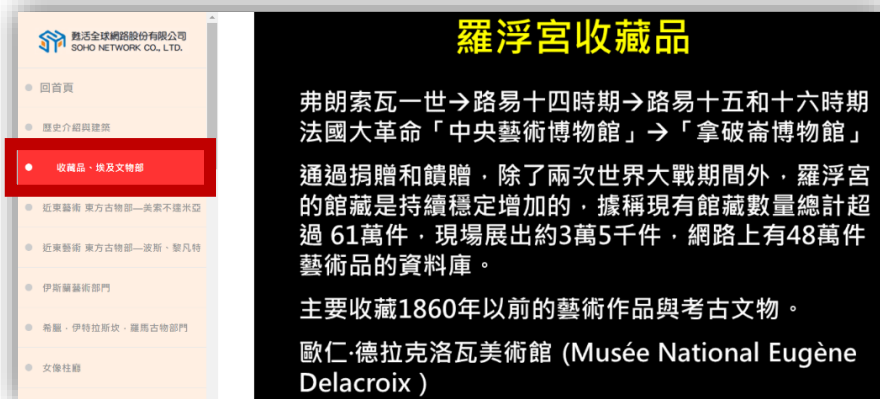 甦活全球網路股份有限公司
SOHO NETWORK CO., LTD.
回首頁
歷史介紹與建築
收藏品、埃及文物部
近東藝術 東方古物部—美索不達米亞
近東藝術 東方古物部—波斯、黎凡特
伊斯蘭藝術部門
希臘、伊特拉斯坎、羅馬古物部門
女像柱廳
羅浮宮收藏品
弗朗索瓦一世→路易十四時期→路易十五和十六時期
法國大革命「中央藝術博物館」→「拿破崙博物館」
通過捐贈和饋贈，除了兩次世界大戰期間外，羅浮宮
的館藏是持續穩定增加的，據稱現有館藏數量總計超
過 61萬件，現場展出約3萬5千件，網路上有48萬件
藝術品的資料庫。
主要收藏1860年以前的藝術作品與考古文物。
歐仁·德拉克洛瓦美術館 (Musée National Eugène
Delacroix )